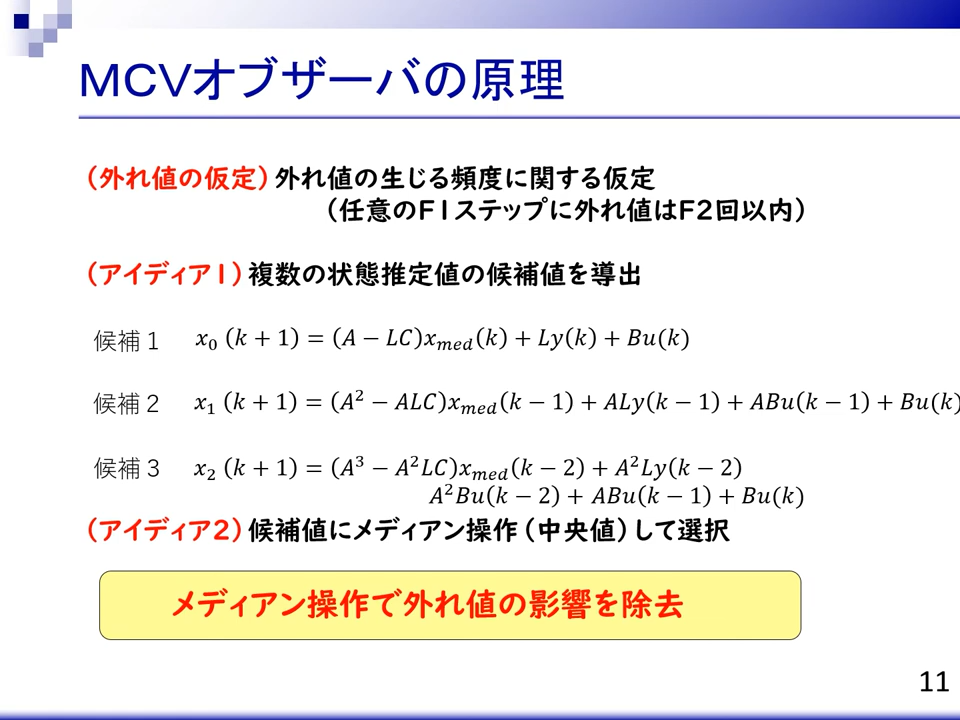 MCVオブザーバの原理
（外れ値の仮定）外れ値の生じる頻度に関する仮定
（任意のF1ステップに外れ値はF2回以内）
（アイディア1）複数の状態推定値の候補値を導出
候補1 x₀(k + 1) = (A − LC)x_med(k) + Ly(k) + Bu(k)
候補2 x₁(k + 1) = (A² − ALC)x_med(k − 1) + ALy(k − 1) + ABu(k − 1) + Bu(k)
候補3 x₂(k + 1) = (A³ − A²LC)x_med(k − 2) + A²Ly(k − 2)
A²Bu(k − 2) + ABu(k − 1) + Bu(k)
（アイディア2）候補値にメディアン操作（中央値）して選択
メディアン操作で外れ値の影響を除去
11